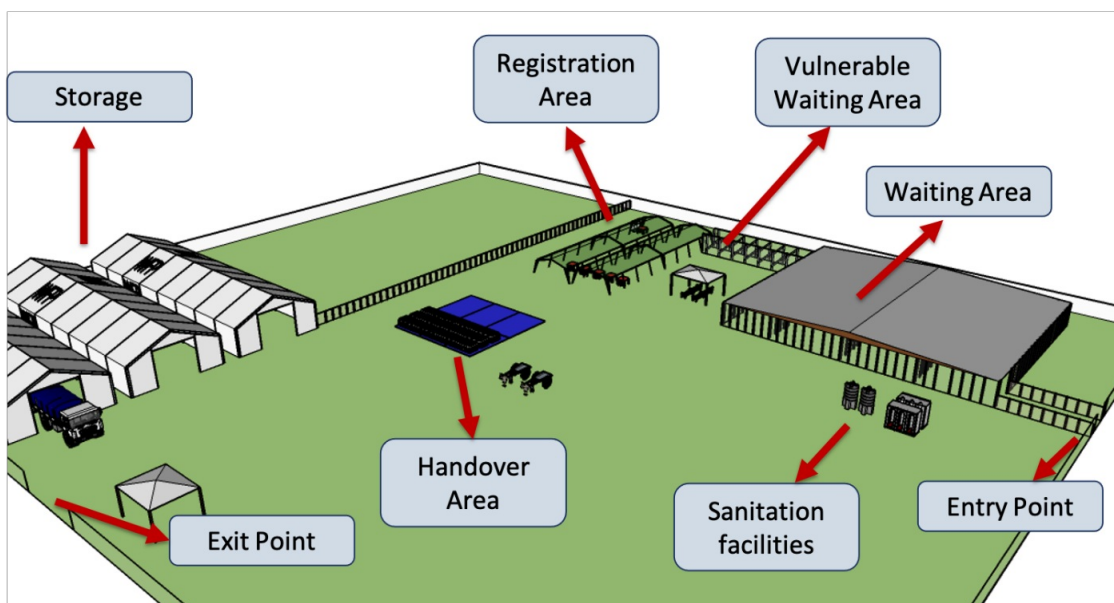 Storage
Registration
Area
Vulnerable
Waiting Area
Waiting Area
Handover
Area
Sanitation
facilities
Entry Point
Exit Point